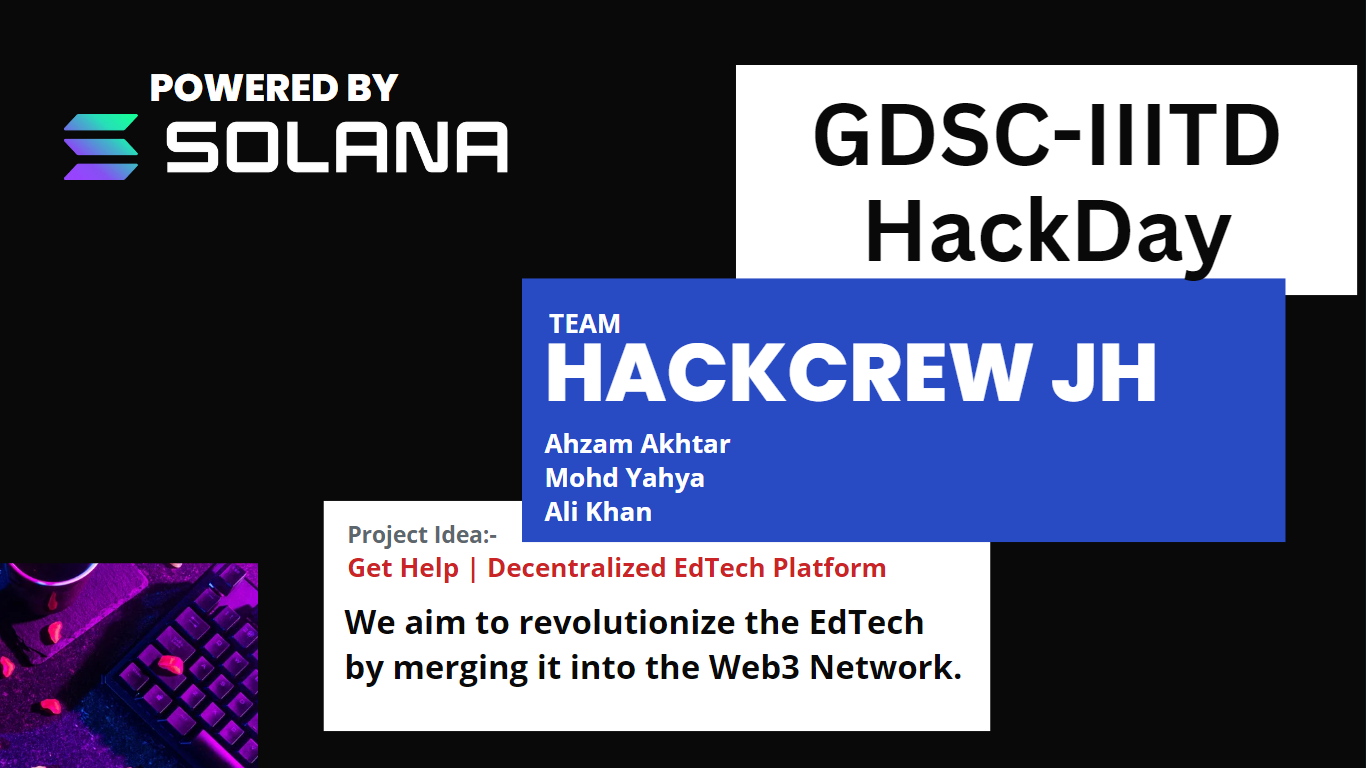 POWERED BY
SOLANA
GDSC-IIITD
HackDay
TEAM
HACKCREW JH
Ahzam Akhtar
Mohd Yahya
Ali Khan
Project Idea:-
Get Help | Decentralized EdTech Platform
We aim to revolutionize the EdTech
by merging it into the Web3 Network.